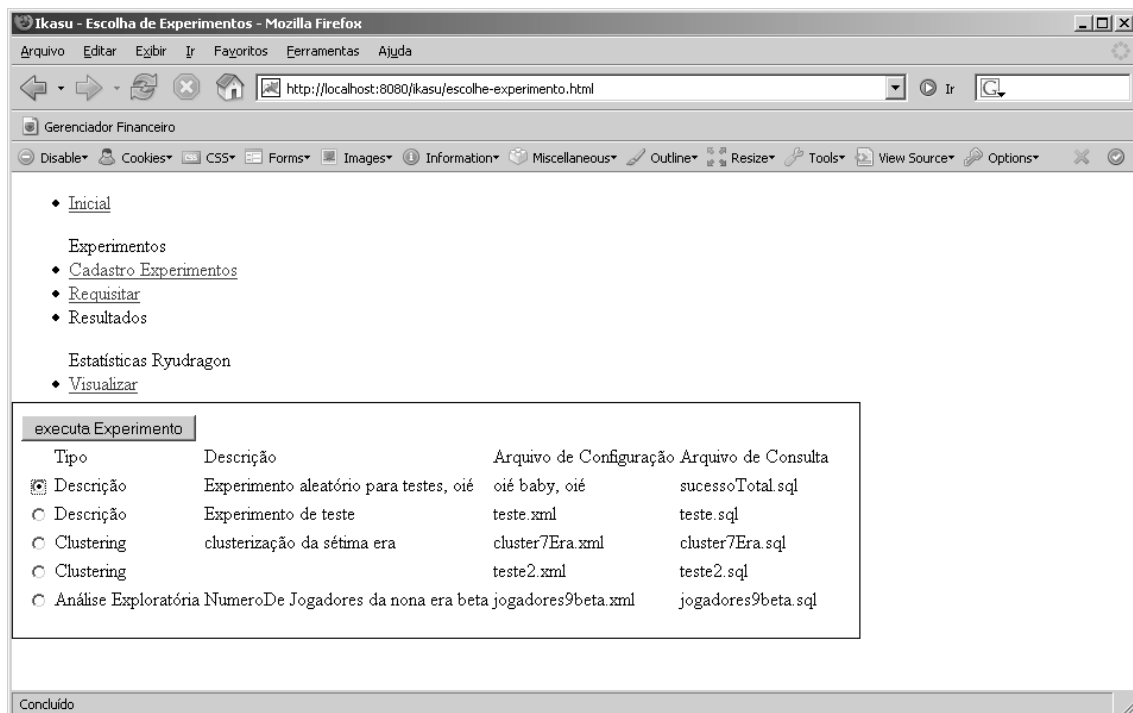 Ikasu - Escolha de Experimentos - Mozilla Firefox
Arquivo Editar Exibir Ir Favoritos Ferramentas Ajuda
http://localhost:8080/ikasu/escolhe-experimento.html Ir G
Gerenciador Financeiro
Disable Cookies CSS Forms Images Information Miscellaneous Outline Resize Tools View Source Options
Inicial
Experimentos
Cadastro Experimentos
Requisitar
Resultados
Estatísticas Ryudragon
Visualizar
executa Experimento
Tipo Descrição Arquivo de Configuração Arquivo de Consulta
Descrição Experimento aleatório para testes, oié oié baby, oié sucessoTotal.sql
Descrição Experimento de teste teste.xml teste.sql
Clustering clusterização da sétima era cluster7Era.xml cluster7Era.sql
Clustering teste2.xml teste2.sql
Análise Exploratória NumeroDe Jogadores da nona era beta jogadores9beta.xml jogadores9beta.sql
Concluído